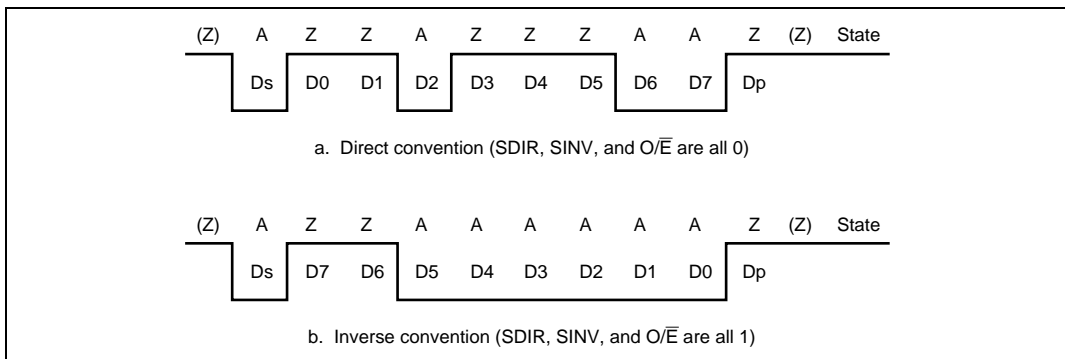 (Z) A Z Z A Z Z Z A A Z (Z) State
Ds D0 D1 D2 D3 D4 D5 D6 D7 Dp
a. Direct convention (SDIR, SINV, and O/E̅ are all 0)
(Z) A Z Z A A A A A A Z (Z) State
Ds D7 D6 D5 D4 D3 D2 D1 D0 Dp
b. Inverse convention (SDIR, SINV, and O/E̅ are all 1)